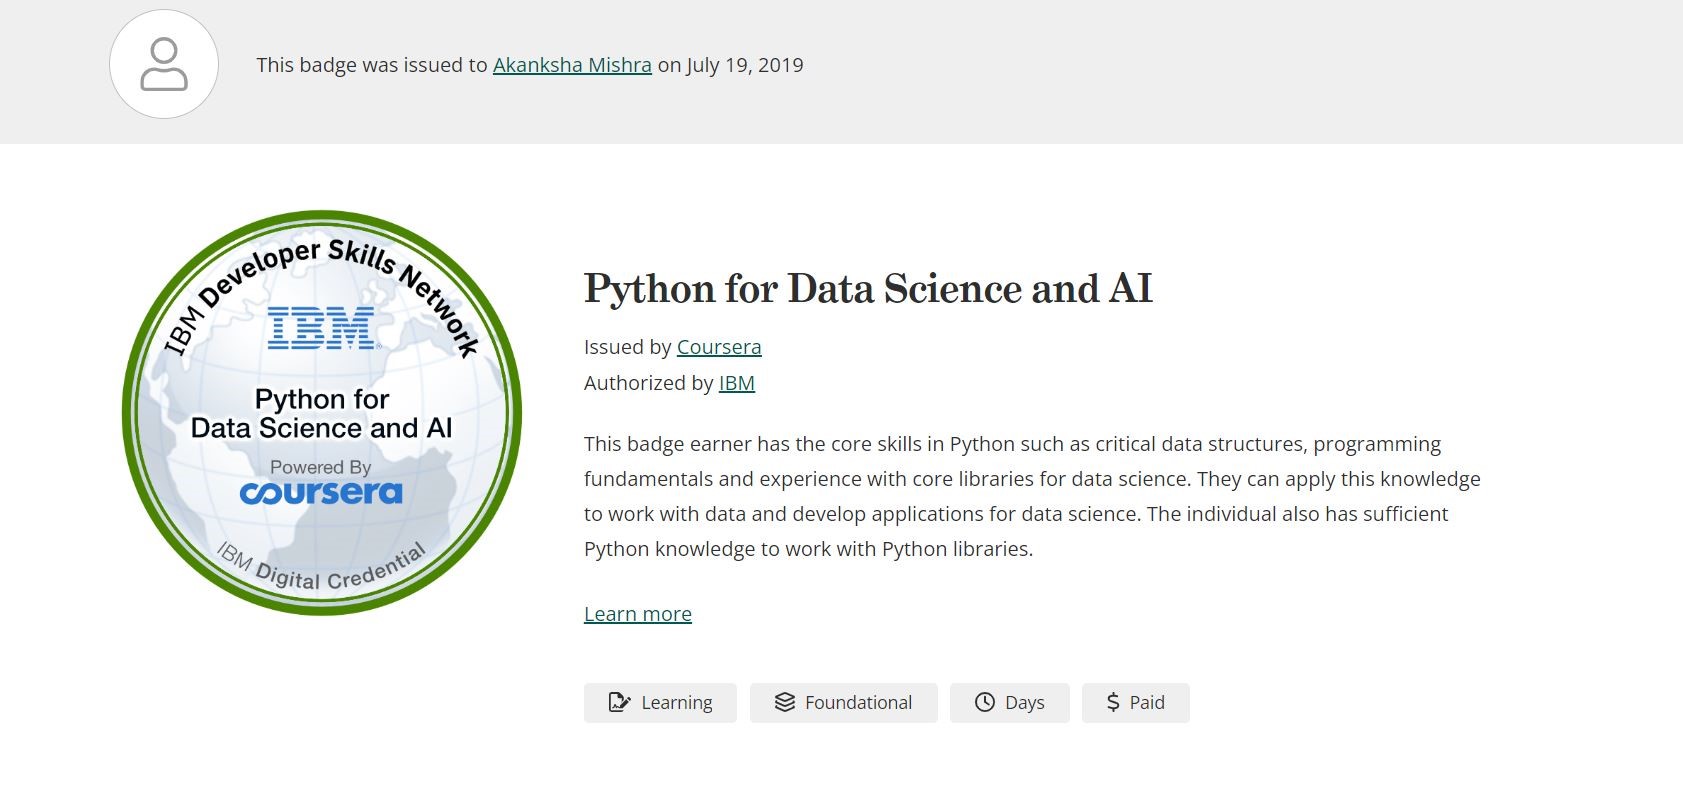 This badge was issued to Akanksha Mishra on July 19, 2019
IBM Developer Skills Network
IBM
Python for
Data Science and AI
Powered By
coursera
IBM Digital Credential
Python for Data Science and AI
Issued by Coursera
Authorized by IBM
This badge earner has the core skills in Python such as critical data structures, programming
fundamentals and experience with core libraries for data science. They can apply this knowledge
to work with data and develop applications for data science. The individual also has sufficient
Python knowledge to work with Python libraries.
Learn more
Learning
Foundational
Days
Paid